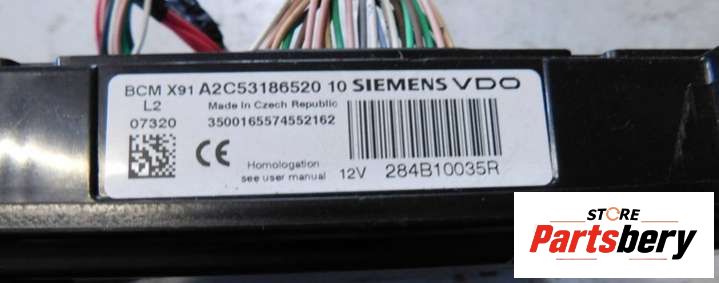 BCM X91 A2C53186520 10 SIEMENS VDO
L2 Made in Czech Republic
07320 3500165574552162
CE
Homologation
see user manual 12V 284B10035R
STORE
Partsbery